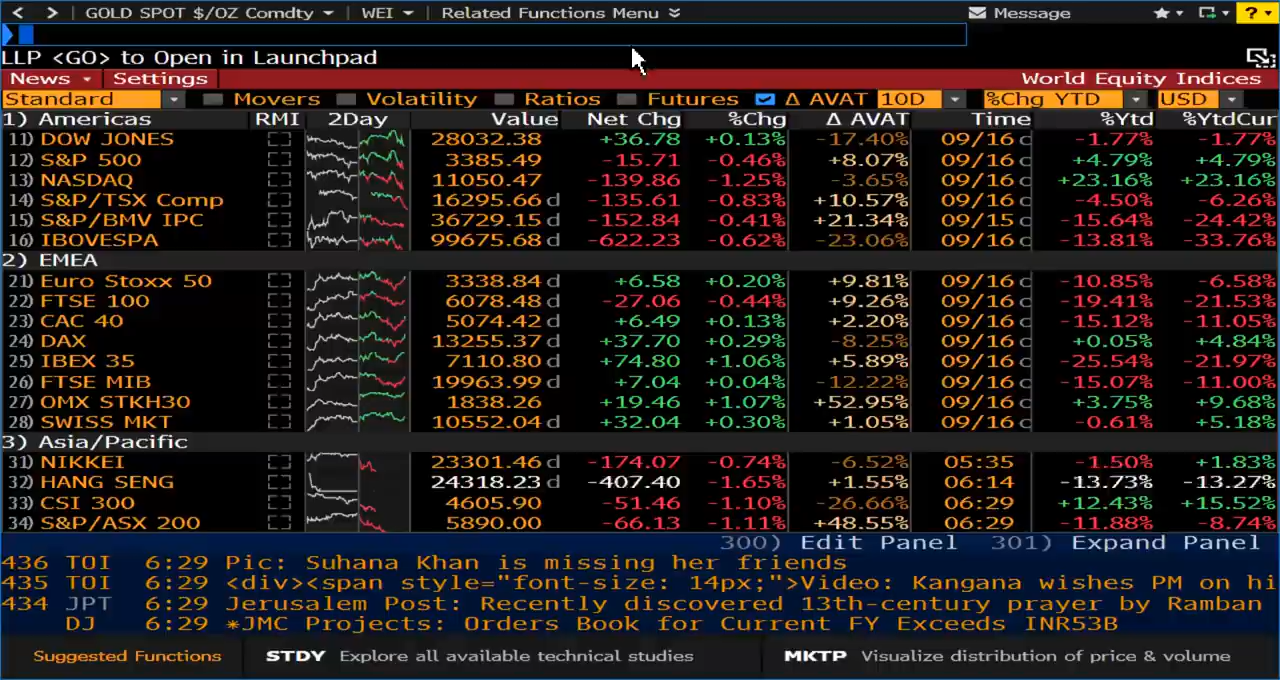 GOLD SPOT $/OZ Comdty WEI Related Functions Menu Message ?
LLP <GO> to Open in Launchpad
News Settings World Equity Indices
Standard Movers Volatility Ratios Futures Δ AVAT 10D %Chg YTD USD
1) Americas RMI 2Day Value Net Chg %Chg Δ AVAT Time %Ytd %YtdCur
11) DOW JONES 28032.38 +36.78 +0.13% -17.40% 09/16 c -1.77% -1.77%
12) S&P 500 3385.49 -15.71 -0.46% +8.07% 09/16 c +4.79% +4.79%
13) NASDAQ 11050.47 -139.86 -1.25% -3.65% 09/16 c +23.16% +23.16%
14) S&P/TSX Comp 16295.66 d -135.61 -0.83% +10.57% 09/16 c -4.50% -6.26%
15) S&P/BMV IPC 36729.15 d -152.84 -0.41% +21.34% 09/15 c -15.64% -24.42%
16) IBOVESPA 99675.68 d -622.23 -0.62% -23.06% 09/16 c -13.81% -33.76%
2) EMEA
21) Euro Stoxx 50 3338.84 d +6.58 +0.20% +9.81% 09/16 c -10.85% -6.58%
22) FTSE 100 6078.48 d -27.06 -0.44% +9.26% 09/16 c -19.41% -21.53%
23) CAC 40 5074.42 d +6.49 +0.13% +2.20% 09/16 c -15.12% -11.05%
24) DAX 13255.37 d +37.70 +0.29% -8.25% 09/16 c +0.05% +4.84%
25) IBEX 35 7110.80 d +74.80 +1.06% +5.89% 09/16 c -25.54% -21.97%
26) FTSE MIB 19963.99 d +7.04 +0.04% -12.22% 09/16 c -15.07% -11.00%
27) OMX STKH30 1838.26 +19.46 +1.07% +52.95% 09/16 c +3.75% +9.68%
28) SWISS MKT 10552.04 d +32.04 +0.30% +1.05% 09/16 c -0.61% +5.18%
3) Asia/Pacific
31) NIKKEI 23301.46 d -174.07 -0.74% -6.52% 05:35 -1.50% +1.83%
32) HANG SENG 24318.23 d -407.40 -1.65% +1.55% 06:14 -13.73% -13.27%
33) CSI 300 4605.90 -51.46 -1.10% -26.66% 06:29 +12.43% +15.52%
34) S&P/ASX 200 5890.00 -66.13 -1.11% +48.55% 06:29 -11.88% -8.74%
300) Edit Panel 301) Expand Panel
436 TOI 6:29 Pic: Suhana Khan is missing her friends
435 TOI 6:29 <div><span style="font-size: 14px;">Video: Kangana wishes PM on hi
434 JPT 6:29 Jerusalem Post: Recently discovered 13th-century prayer by Ramban
DJ 6:29 *JMC Projects: Orders Book for Current FY Exceeds INR53B
Suggested Functions STDY Explore all available technical studies MKTP Visualize distribution of price & volume